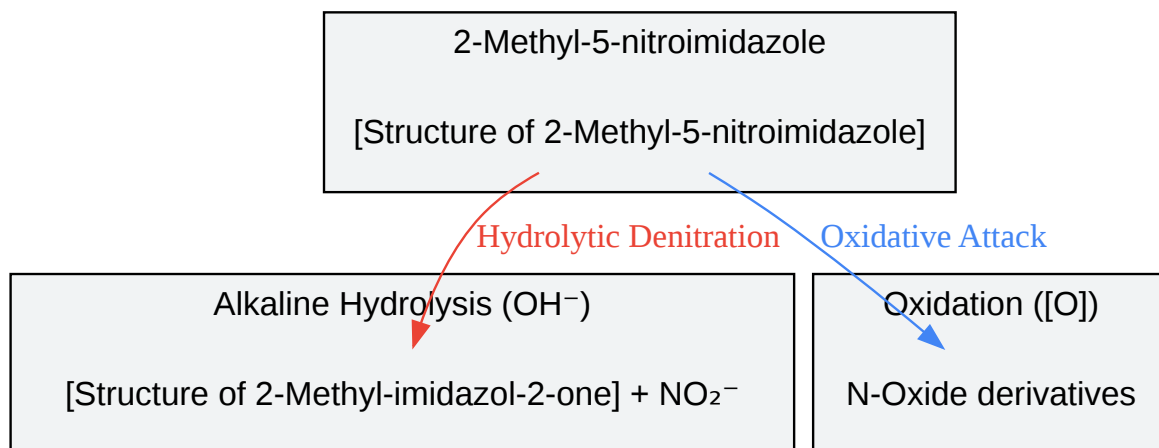 2-Methyl-5-nitroimidazole
[Structure of 2-Methyl-5-nitroimidazole]
Hydrolytic Denitration
Oxidative Attack
Alkaline Hydrolysis (OH⁻)
[Structure of 2-Methyl-imidazol-2-one] + NO₂⁻
Oxidation ([O])
N-Oxide derivatives